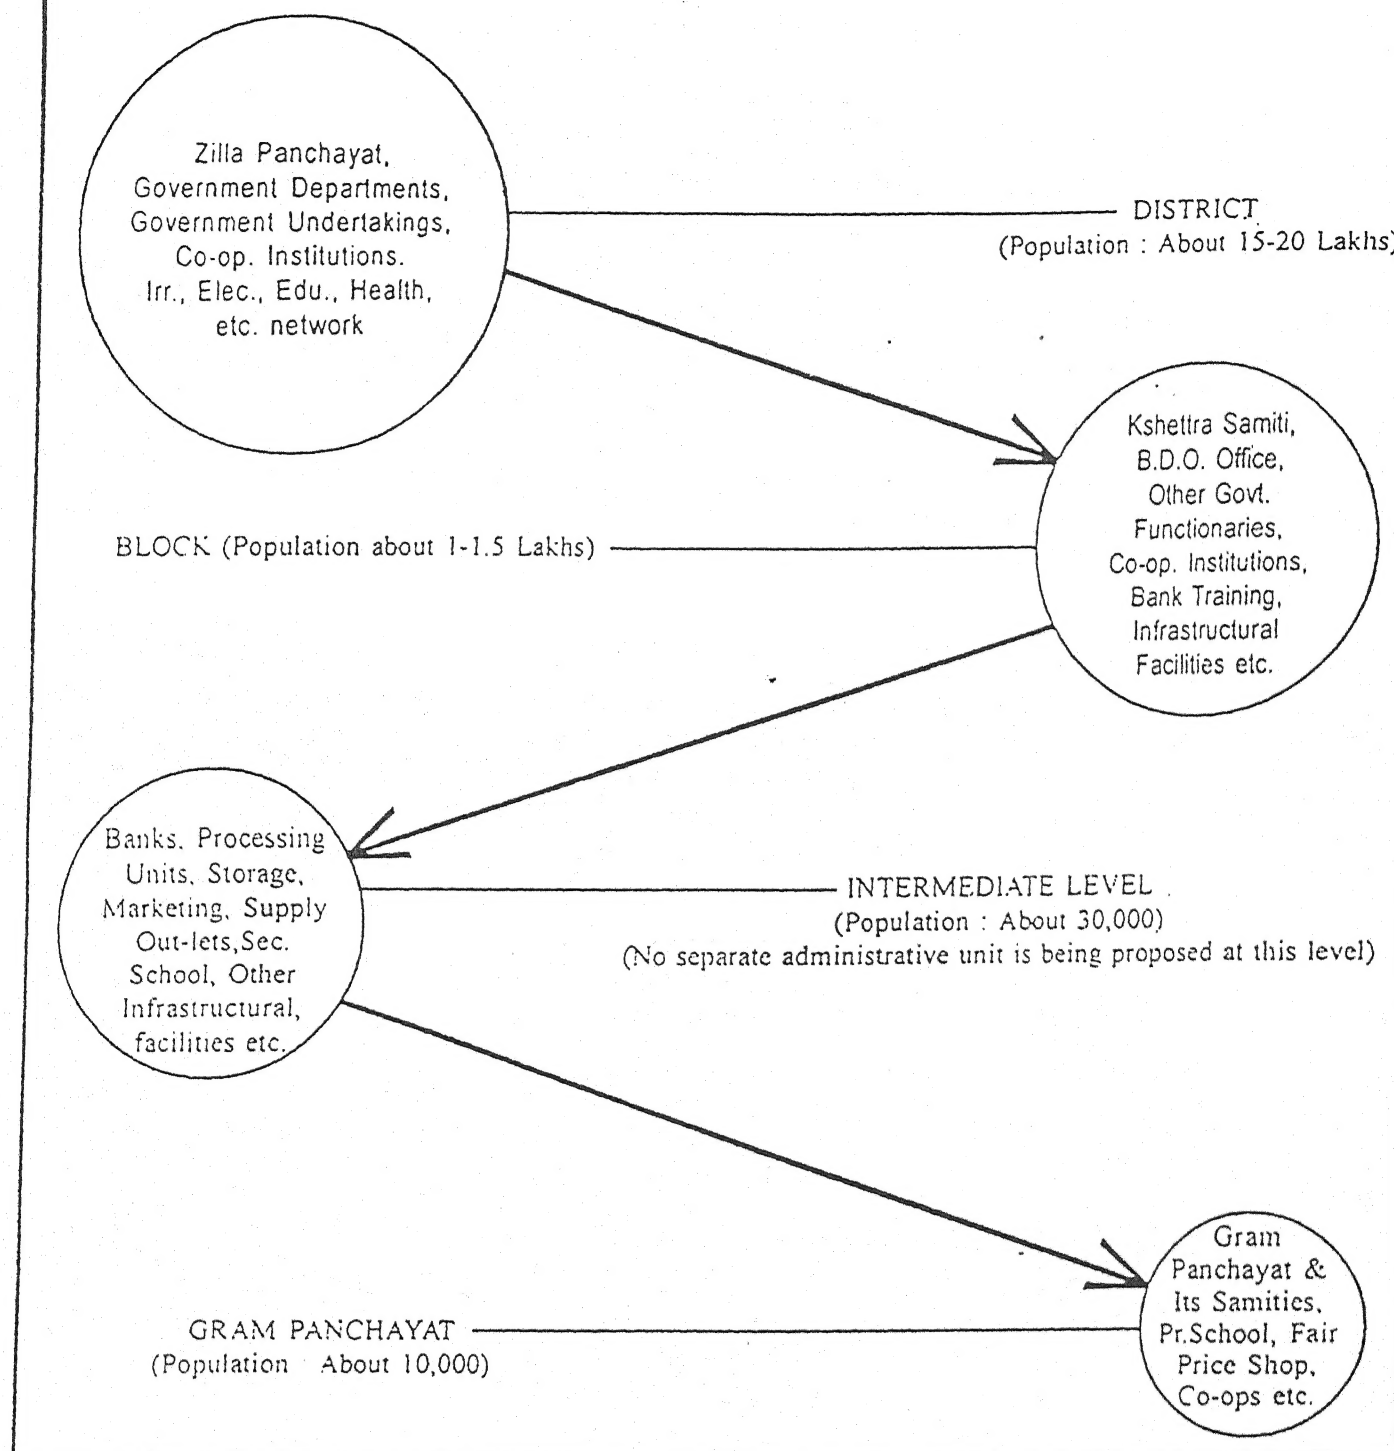 Zilla Panchayat,
Government Departments,
Government Undertakings,
Co-op. Institutions.
Irr., Elec., Edu., Health,
etc. network
DISTRICT
(Population : About 15-20 Lakhs)
Kshettra Samiti,
B.D.O. Office,
Other Govt.
Functionaries,
Co-op. Institutions,
Bank Training,
Infrastructural
Facilities etc.
BLOCK (Population about 1-1.5 Lakhs)
Banks, Processing
Units, Storage,
Marketing, Supply
Out-lets,Sec.
School, Other
Infrastructural,
facilities etc.
INTERMEDIATE LEVEL
(Population : About 30,000)
(No separate administrative unit is being proposed at this level)
Gram
Panchayat &
Its Samities,
Pr.School, Fair
Price Shop,
Co-ops etc.
GRAM PANCHAYAT
(Population About 10,000)